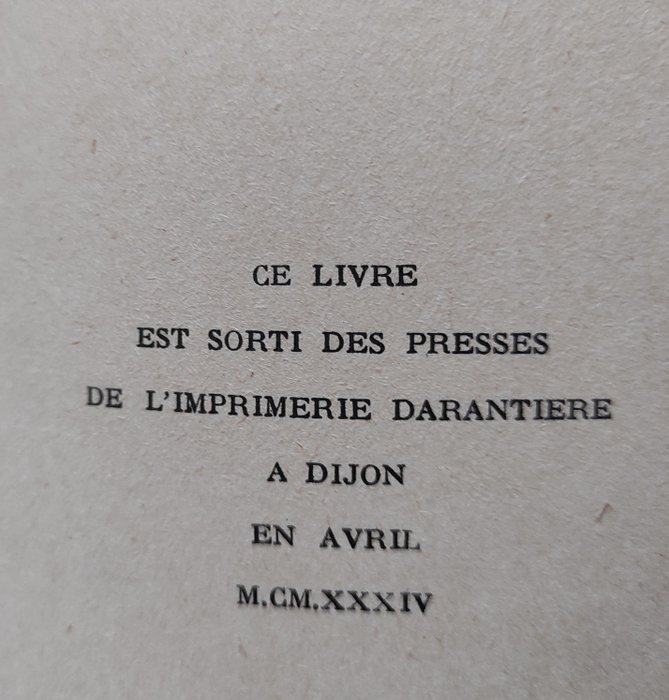 CE LIVRE
EST SORTI DES PRESSES
DE L'IMPRIMERIE DARANTIERE
A DIJON
EN AVRIL
M.CM.XXXIV